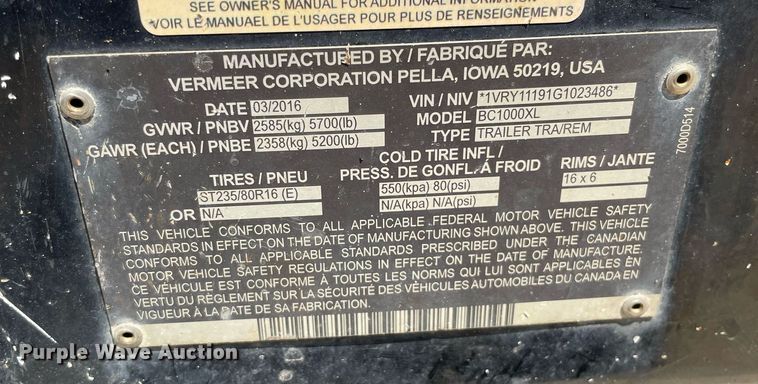 SEE OWNER'S MANUAL FOR ADDITIONAL INFORMATION
VOIR LE MANUAEL DE L'USAGER POUR PLUS DE RENSEIGNEMENTS
MANUFACTURED BY / FABRIQUÉ PAR:
VERMEER CORPORATION PELLA, IOWA 50219, USA
DATE 03/2016
VIN / NIV *1VRY11191G1023486*
GVWR / PNBV 2585(kg) 5700(lb)
MODEL BC1000XL
GAWR (EACH) / PNBE 2358(kg) 5200(lb)
TYPE TRAILER TRA/REM
7000D514
TIRES / PNEU
COLD TIRE INFL /
PRESS. DE GONFL. Á FROID
RIMS / JANTE
ST235/80R16 (E)
550(kpa) 80(psi)
16 x 6
OR N/A
N/A(kpa) N/A(psi)
THIS VEHICLE CONFORMS TO ALL APPLICABLE FEDERAL MOTOR VEHICLE SAFETY
STANDARDS IN EFFECT ON THE DATE OF MANUFACTURING SHOWN ABOVE. THIS VEHICLE
CONFORMS TO ALL APPLICABLE STANDARDS PRESCRIBED UNDER THE CANADIAN
MOTOR VEHICLE SAFETY REGULATIONS IN EFFECT ON THE DATE OF MANUFACTURE.
CE VÉHICULE EST CONFORME À TOUTES LES NORMS QUI LUI SONT APPLICABLES EN
VERTU DU RÈGLEMENT SUR LA SÉCURITÉ DES VÉHICULES AUTOMOBILES DU CANADA EN
VIGUEUR À LA DATE DE SA FABRICATION.
Purple Wave Auction